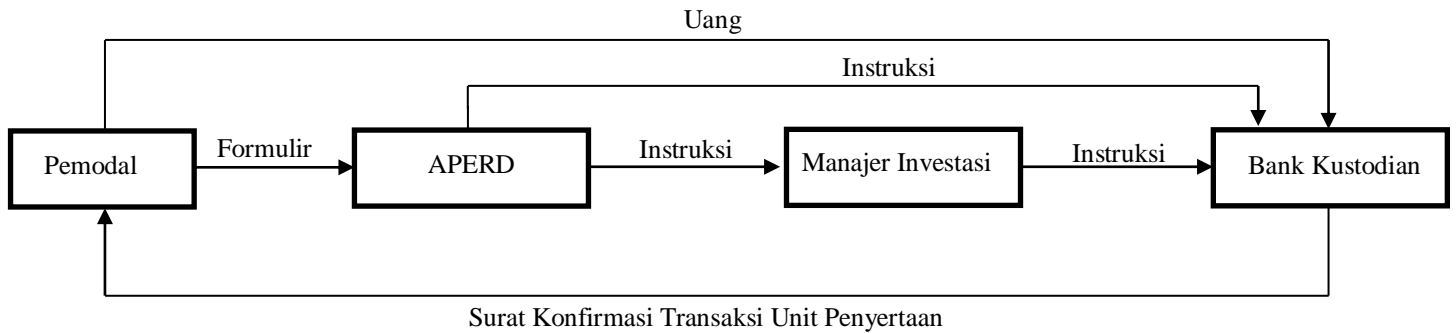 Uang
Instruksi
Pemodal
Formulir
APERD
Instruksi
Manajer Investasi
Instruksi
Bank Kustodian
Surat Konfirmasi Transaksi Unit Penyertaan